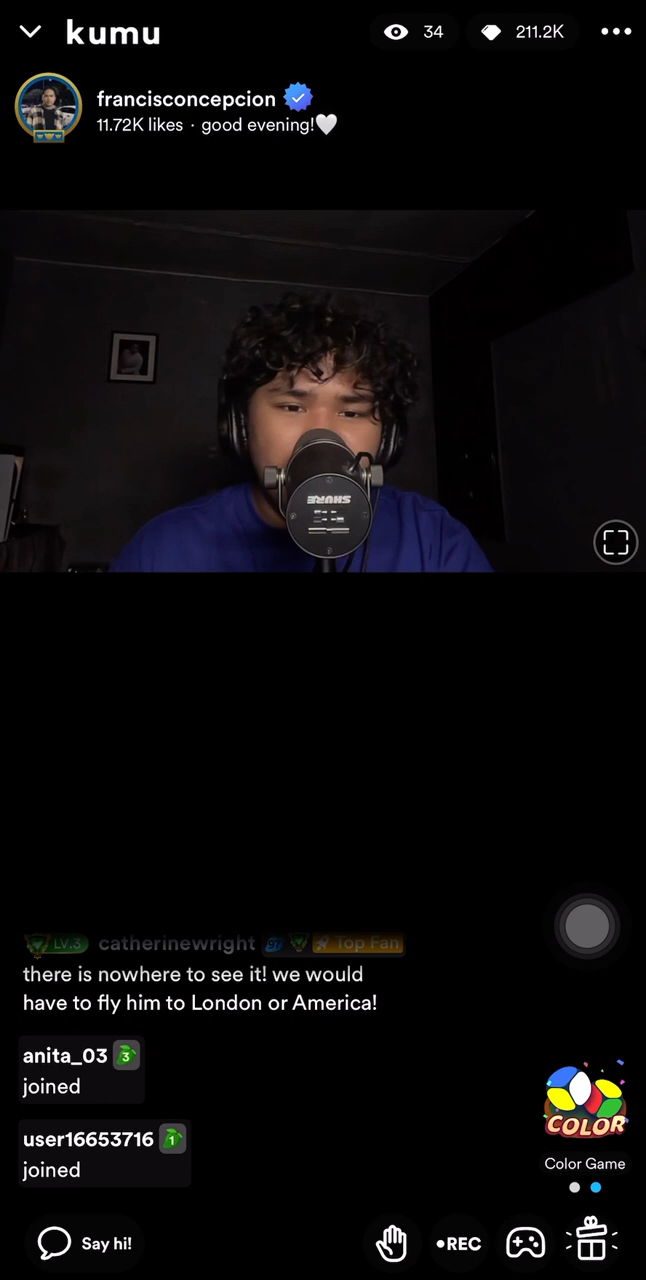 kumu
34
211.2K
francisconcepcion
11.72K likes · good evening!🤍
SHURE
LV.3 catherinewright g7 Top Fan
there is nowhere to see it! we would
have to fly him to London or America!
anita_03 3
joined
user16653716 1
joined
COLOR
Color Game
Say hi!
•REC